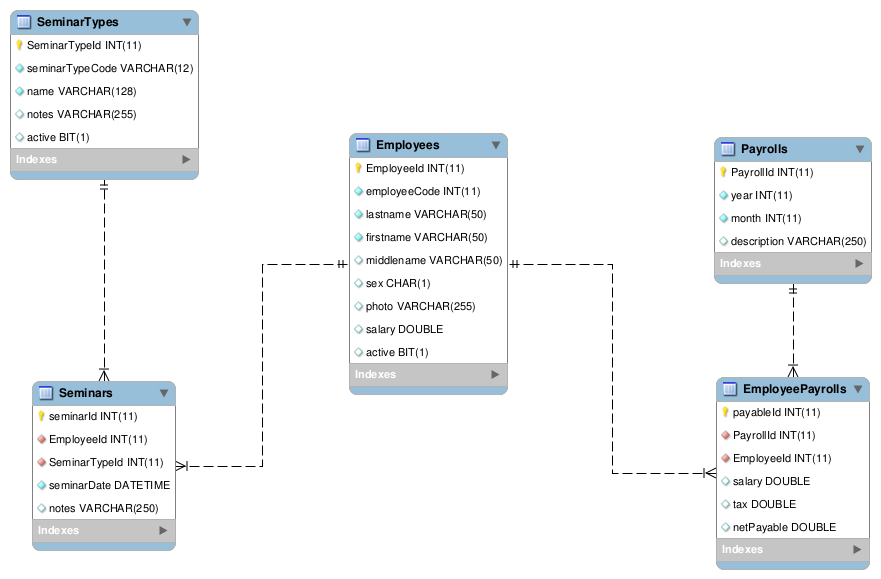 SeminarTypes
SeminarTypeId INT(11)
seminarTypeCode VARCHAR(12)
name VARCHAR(128)
notes VARCHAR(255)
active BIT(1)
Indexes
Employees
EmployeeId INT(11)
employeeCode INT(11)
lastname VARCHAR(50)
firstname VARCHAR(50)
middlename VARCHAR(50)
sex CHAR(1)
photo VARCHAR(255)
salary DOUBLE
active BIT(1)
Indexes
Payrolls
PayrollId INT(11)
year INT(11)
month INT(11)
description VARCHAR(250)
Indexes
Seminars
seminarId INT(11)
EmployeeId INT(11)
SeminarTypeId INT(11)
seminarDate DATETIME
notes VARCHAR(250)
Indexes
EmployeePayrolls
payableId INT(11)
PayrollId INT(11)
EmployeeId INT(11)
salary DOUBLE
tax DOUBLE
netPayable DOUBLE
Indexes